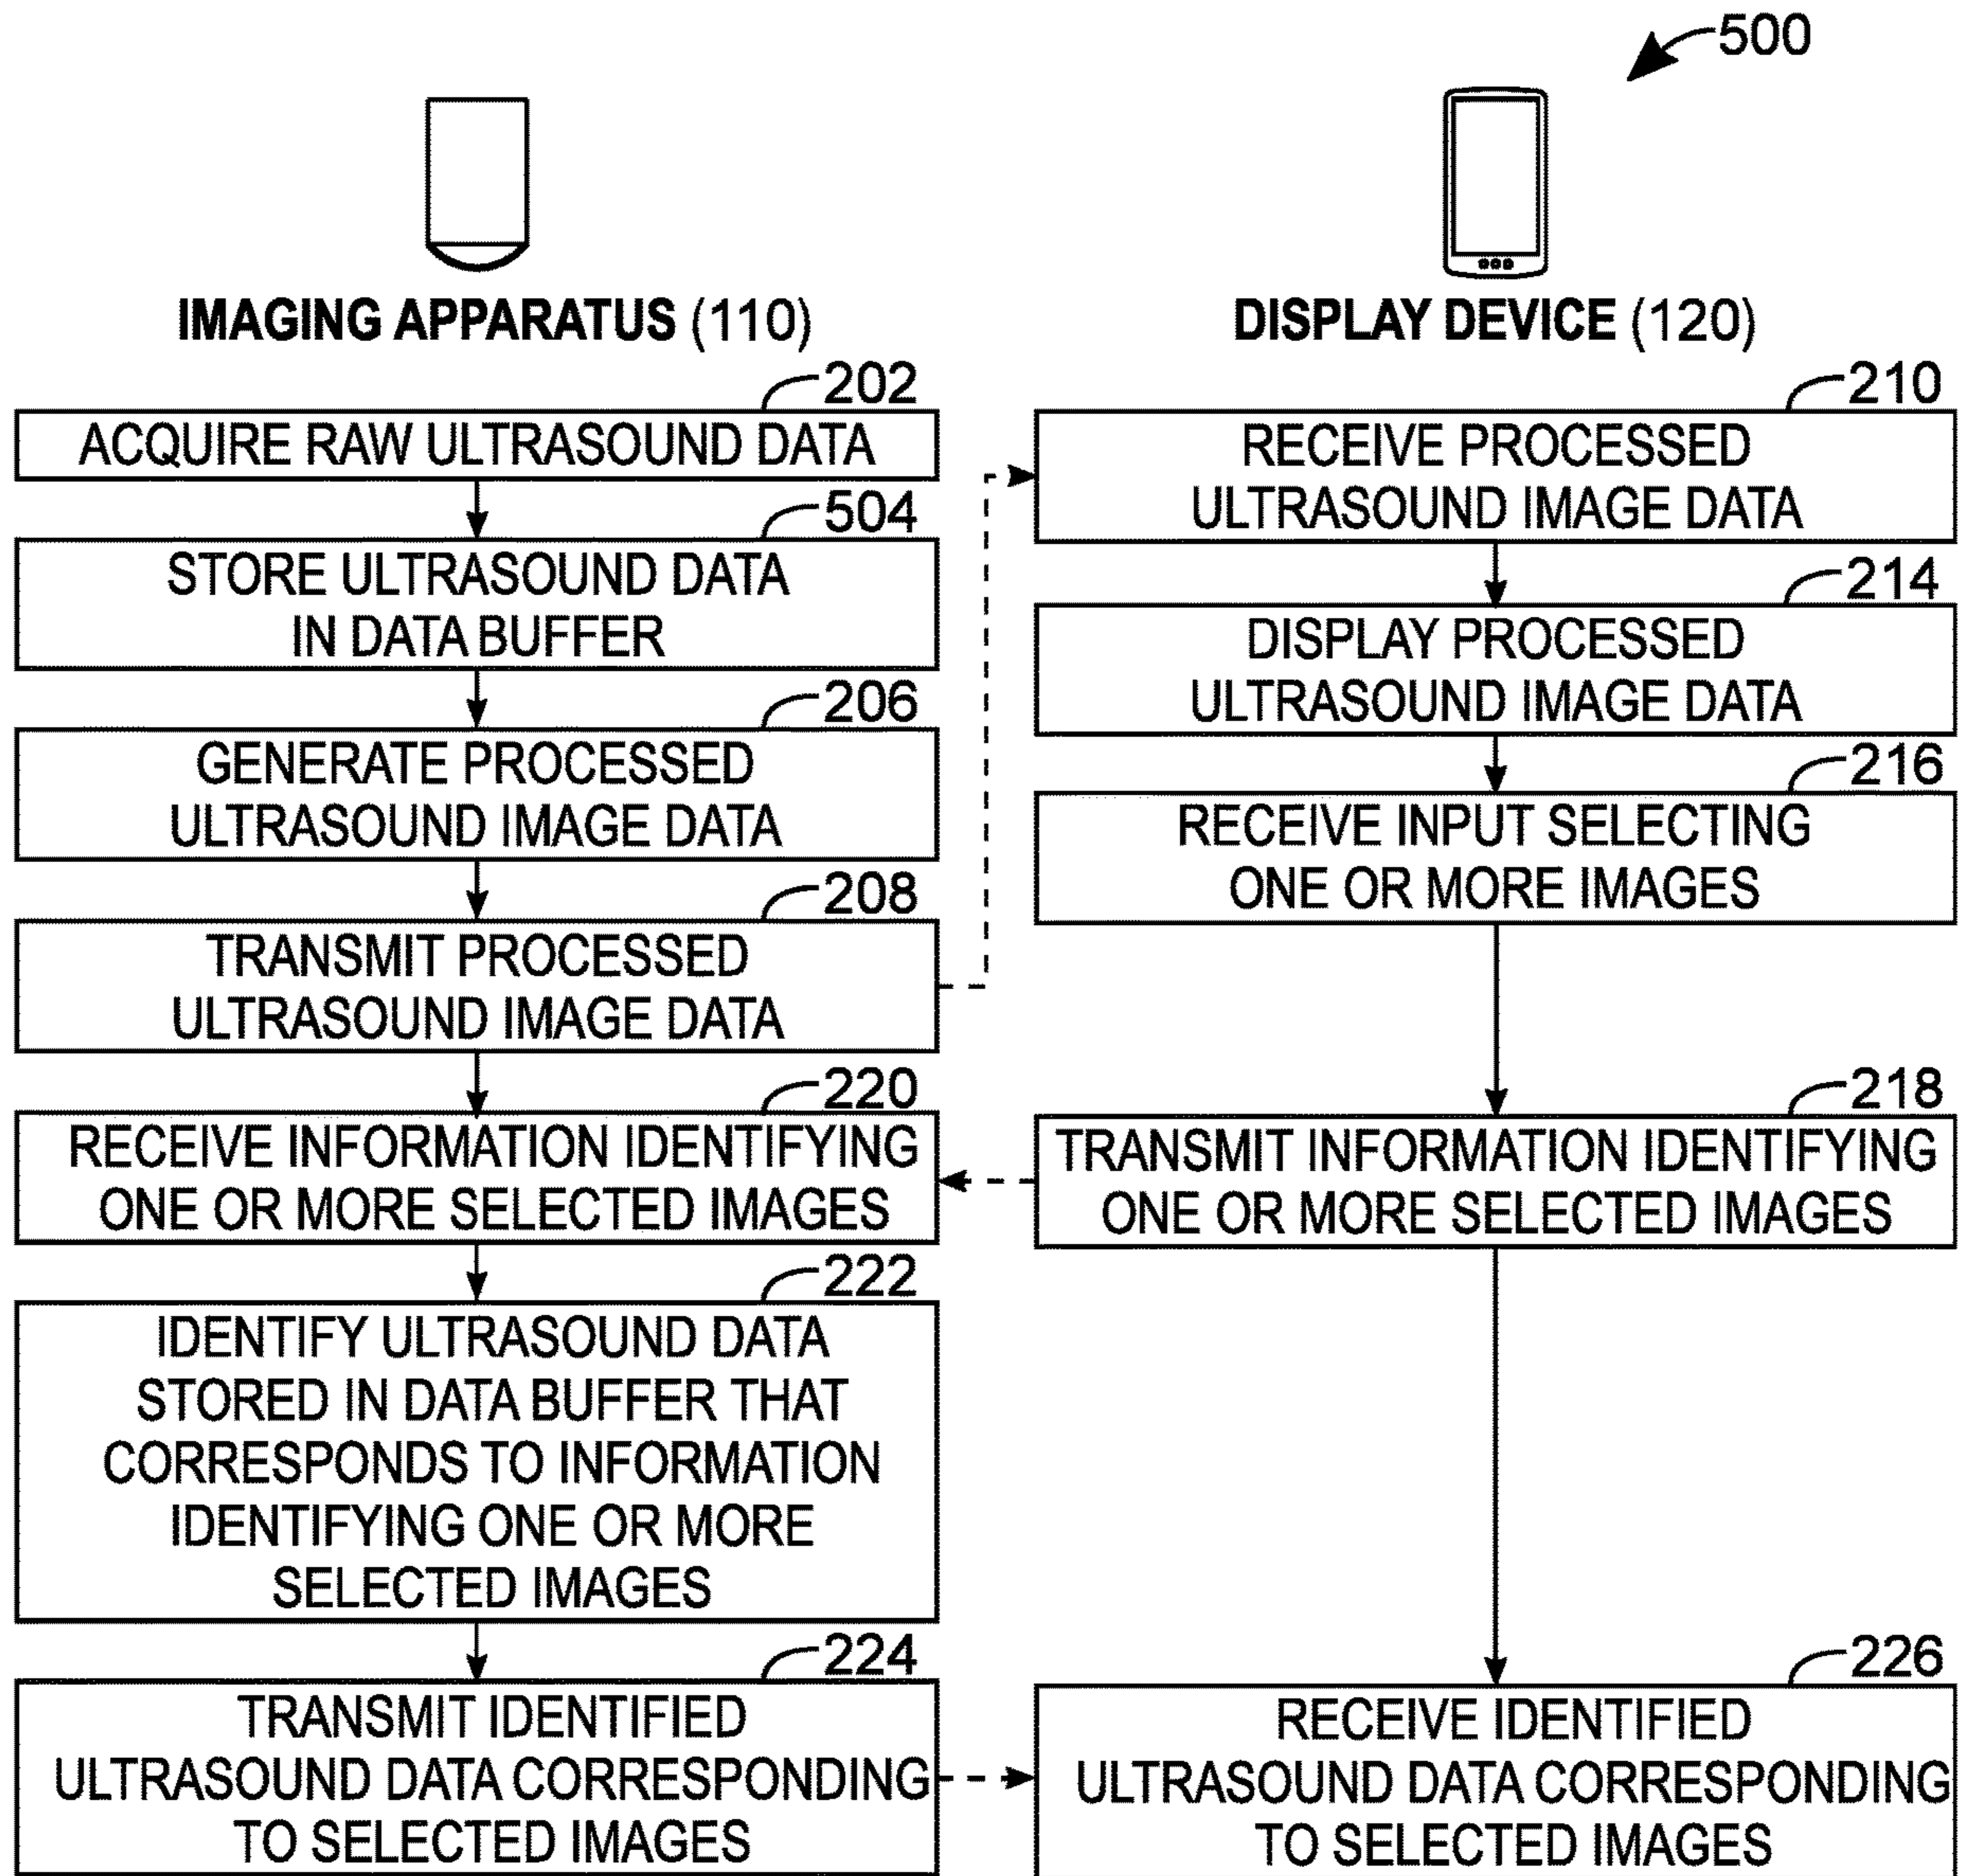 500
IMAGING APPARATUS (110)
202
ACQUIRE RAW ULTRASOUND DATA
504
STORE ULTRASOUND DATA
IN DATA BUFFER
206
GENERATE PROCESSED
ULTRASOUND IMAGE DATA
208
TRANSMIT PROCESSED
ULTRASOUND IMAGE DATA
220
RECEIVE INFORMATION IDENTIFYING
ONE OR MORE SELECTED IMAGES
222
IDENTIFY ULTRASOUND DATA
STORED IN DATA BUFFER THAT
CORRESPONDS TO INFORMATION
IDENTIFYING ONE OR MORE
SELECTED IMAGES
224
TRANSMIT IDENTIFIED
ULTRASOUND DATA CORRESPONDING
TO SELECTED IMAGES
DISPLAY DEVICE (120)
210
RECEIVE PROCESSED
ULTRASOUND IMAGE DATA
214
DISPLAY PROCESSED
ULTRASOUND IMAGE DATA
216
RECEIVE INPUT SELECTING
ONE OR MORE IMAGES
218
TRANSMIT INFORMATION IDENTIFYING
ONE OR MORE SELECTED IMAGES
226
RECEIVE IDENTIFIED
ULTRASOUND DATA CORRESPONDING
TO SELECTED IMAGES